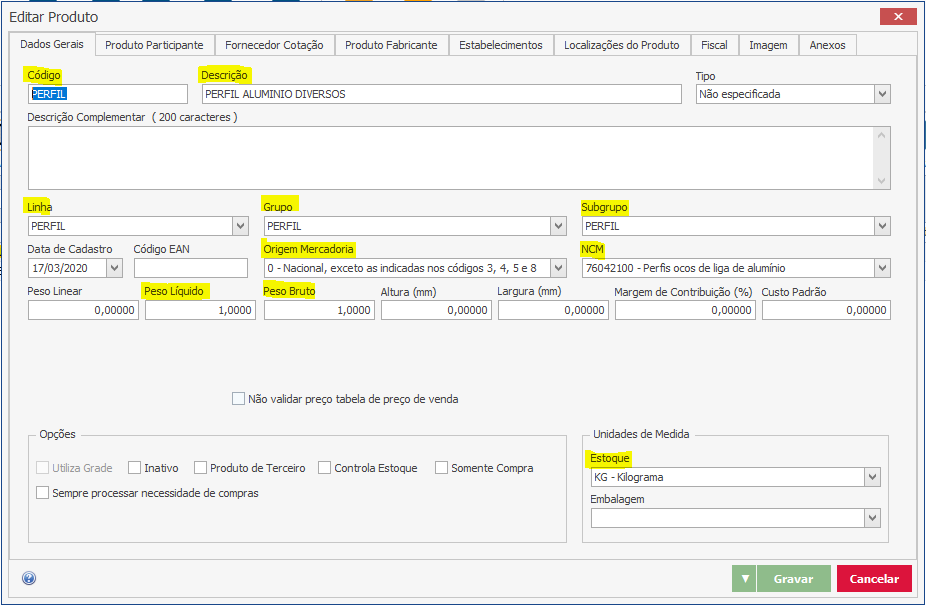 Editar Produto
Dados Gerais Produto Participante Fornecedor Cotação Produto Fabricante Estabelecimentos Localizações do Produto Fiscal Imagem Anexos
Código Descrição Tipo
PERFIL PERFIL ALUMINIO DIVERSOS Não especificada
Descrição Complementar ( 200 caracteres )
Linha Grupo Subgrupo
PERFIL PERFIL PERFIL
Data de Cadastro Código EAN Origem Mercadoria NCM
17/03/2020 0 - Nacional, exceto as indicadas nos códigos 3, 4, 5 e 8 76042100 - Perfis ocos de liga de alumínio
Peso Linear Peso Líquido Peso Bruto Altura (mm) Largura (mm) Margem de Contribuição (%) Custo Padrão
0,00000 1,0000 1,0000 0,00000 0,00000 0,00000 0,00000
Não validar preço tabela de preço de venda
Opções Unidades de Medida
Estoque
Utiliza Grade Inativo Produto de Terceiro Controla Estoque Somente Compra
KG - Kilograma
Sempre processar necessidade de compras
Embalagem
Gravar Cancelar